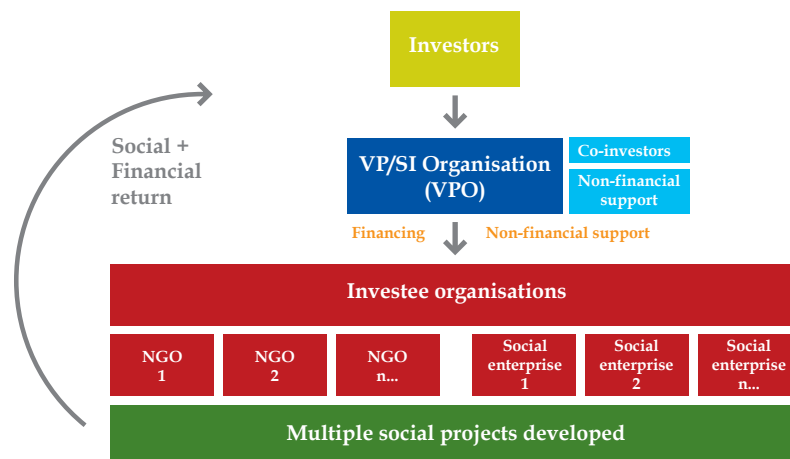 Investors
Social +
Financial
return
VP/SI Organisation
(VPO)
Co-investors
Non-financial
support
Financing
Non-financial support
Investee organisations
NGO
1
NGO
2
NGO
n...
Social
enterprise
1
Social
enterprise
2
Social
enterprise
n...
Multiple social projects developed